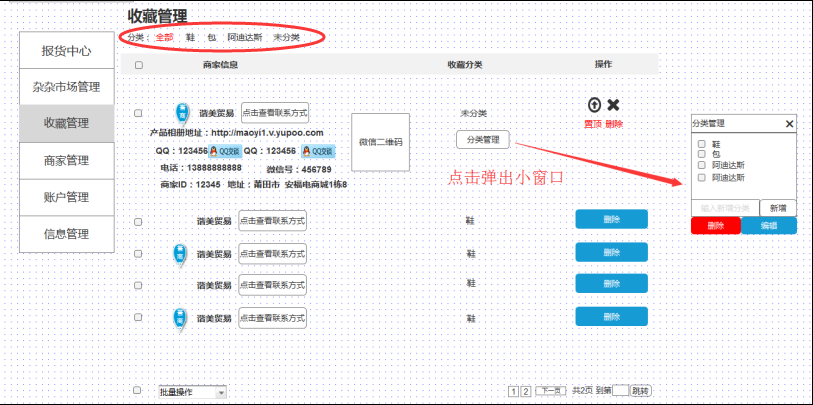 收藏管理
分类： 全部 鞋 包 阿迪达斯 未分类
报货中心
杂杂市场管理
收藏管理
商家管理
账户管理
信息管理
商家信息 收藏分类 操作
谐美贸易 点击查看联系方式
产品相册地址：http://maoyi1.v.yupoo.com
QQ：123456 QQ交谈 QQ：123456 QQ交谈
电话：13888888888 微信号：456789
商家ID：12345 地址：莆田市 安福电商城1栋8
微信二维码
未分类
分类管理
置顶 删除
点击弹出小窗口
分类管理
鞋
包
阿迪达斯
阿迪达斯
输入新增分类 新增
删除 编辑
谐美贸易 点击查看联系方式 鞋 删除
谐美贸易 点击查看联系方式 鞋 删除
谐美贸易 点击查看联系方式 鞋 删除
谐美贸易 点击查看联系方式 鞋 删除
批量操作
1 2 下一页 共2页 到第 跳转